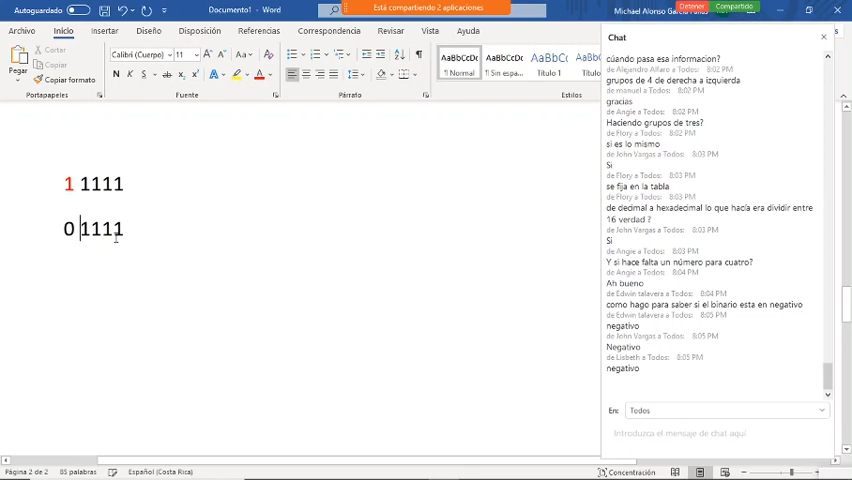 Autoguardado
Documento1 - Word
Está compartiendo 2 aplicaciones
Detener
Compartido
Archivo Inicio Insertar Disposición Referencias Correspondencia Revisar Vista Ayuda
Pegar
Cortar
Copiar
Copiar formato
Portapapeles
Calibri (Cuerpo) 11
Fuente
Párrafo
AaBbCcDc AaBbCcDc AaBbC AaBbCcD
¶ Normal ¶ Sin espa... Título 1
Estilos
1 1111
0 1111
Chat
cúando pasa esa informacion?
de Alejandro Alfaro a Todos: 8:02 PM
grupos de 4 de derecha a izquierda
de manuel a Todos: 8:02 PM
gracias
de Angie a Todos: 8:02 PM
Haciendo grupos de tres?
de Flory a Todos: 8:02 PM
si es lo mismo
de John Vargas a Todos: 8:03 PM
Si
de Flory a Todos: 8:03 PM
se fija en la tabla
de Flory a Todos: 8:03 PM
de decimal a hexadecimal lo que hacía era dividir entre
16 verdad ?
de John Vargas a Todos: 8:03 PM
Si
de Angie a Todos: 8:03 PM
Y si hace falta un número para cuatro?
de Angie a Todos: 8:04 PM
Ah bueno
de Edwin talavera a Todos: 8:04 PM
como hago para saber si el binario esta en negativo
de Edwin talavera a Todos: 8:05 PM
negativo
de John Vargas a Todos: 8:05 PM
Negativo
de Lisbeth a Todos: 8:05 PM
negativo
En: Todos
Introduzca el mensaje de chat aquí
Página 2 de 2 85 palabras Español (Costa Rica)
Concentración